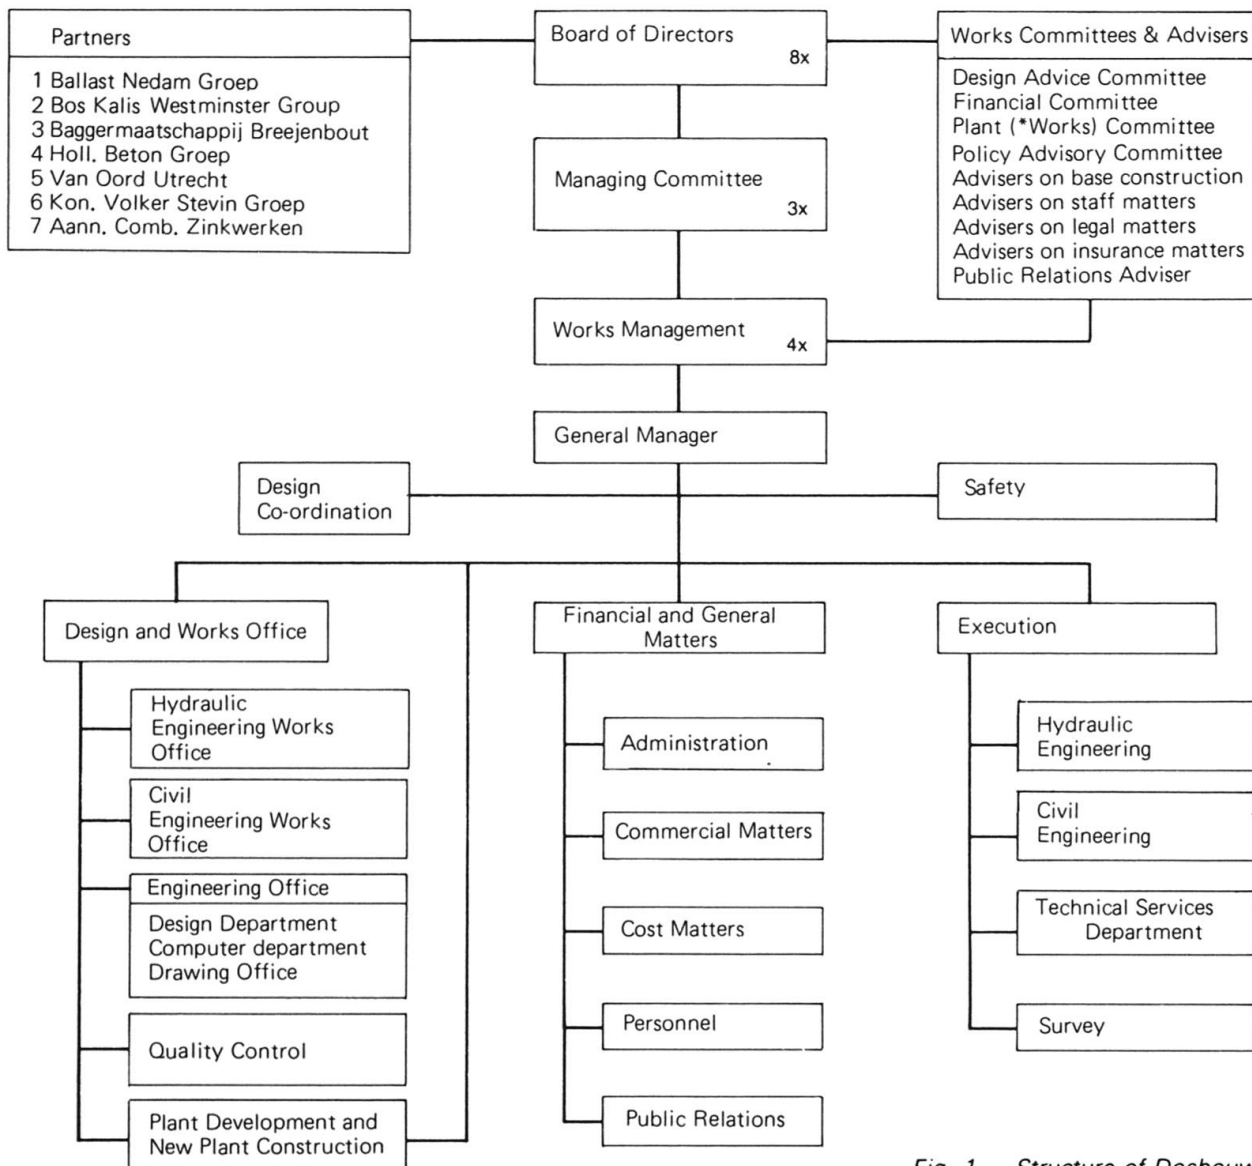 Partners
1 Ballast Nedam Groep
2 Bos Kalis Westminster Group
3 Baggermaatschappij Breejenbout
4 Holl. Beton Groep
5 Van Oord Utrecht
6 Kon. Volker Stevin Groep
7 Aann. Comb. Zinkwerken
Board of Directors
8x
Works Committees & Advisers
Design Advice Committee
Financial Committee
Plant (*Works) Committee
Policy Advisory Committee
Advisers on base construction
Advisers on staff matters
Advisers on legal matters
Advisers on insurance matters
Public Relations Adviser
Managing Committee
3x
Works Management
4x
General Manager
Design
Co-ordination
Safety
Design and Works Office
Hydraulic
Engineering Works
Office
Civil
Engineering Works
Office
Engineering Office
Design Department
Computer department
Drawing Office
Quality Control
Plant Development and
New Plant Construction
Financial and General
Matters
Administration
Commercial Matters
Cost Matters
Personnel
Public Relations
Execution
Hydraulic
Engineering
Civil
Engineering
Technical Services
Department
Survey
Fig. 1 Structure of Dosbouw